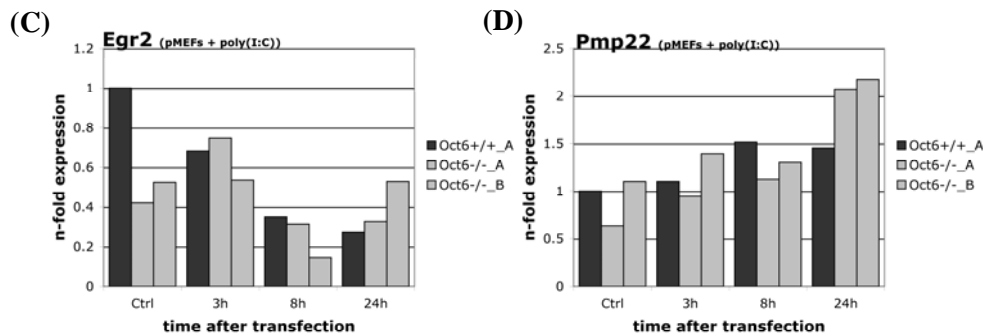 (C)
Egr2 (pMEFs + poly(I:C))
1.2
1
0.8
0.6
0.4
0.2
0
n-fold expression
Ctrl 3h 8h 24h
time after transfection
Oct6+/+_A
Oct6-/-_A
Oct6-/-_B
(D)
Pmp22 (pMEFs + poly(I:C))
2.5
2
1.5
1
0.5
0
n-fold expression
Ctrl 3h 8h 24h
time after transfection
Oct6+/+_A
Oct6-/-_A
Oct6-/-_B